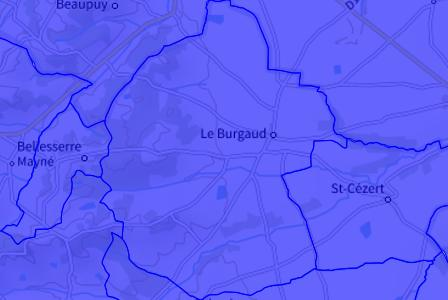 Beaupuy
Le Burgaud
Bellesserre
Mayné
St-Cézert